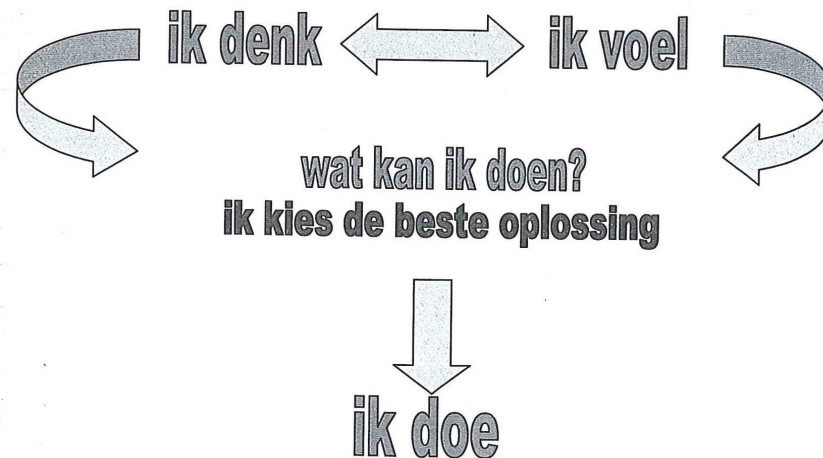 ik denk
ik voel
wat kan ik doen?
ik kies de beste oplossing
ik doe